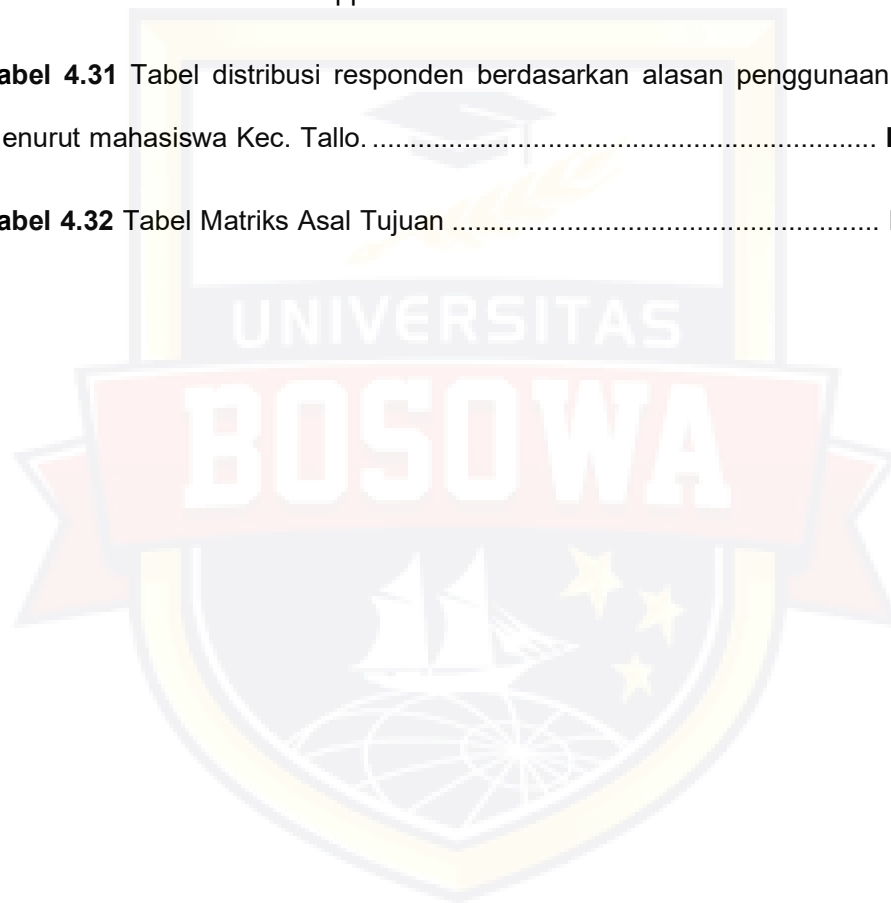 abel 4.31 Tabel distribusi responden berdasarkan alasan penggunaan
enurut mahasiswa Kec. Tallo. ................................................................
abel 4.32 Tabel Matriks Asal Tujuan ......................................................
UNIVERSITAS
BOSOWA